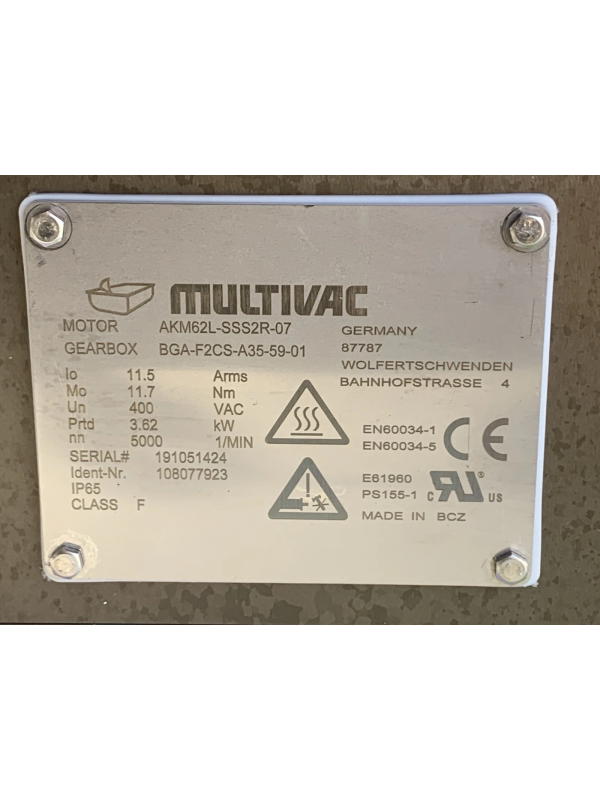 MULTIVAC
MOTOR AKM62L-SSS2R-07
GEARBOX BGA-F2CS-A35-59-01
Io 11.5 Arms
Mo 11.7 Nm
Un 400 VAC
Prtd 3.62 kW
nn 5000 1/MIN
SERIAL# 191051424
Ident-Nr. 108077923
IP65
CLASS F
GERMANY
87787
WOLFERTSCHWENDEN
BAHNHOFSTRASSE 4
EN60034-1
EN60034-5
CE
E61960
PS155-1
c RU ® US
MADE IN BCZ